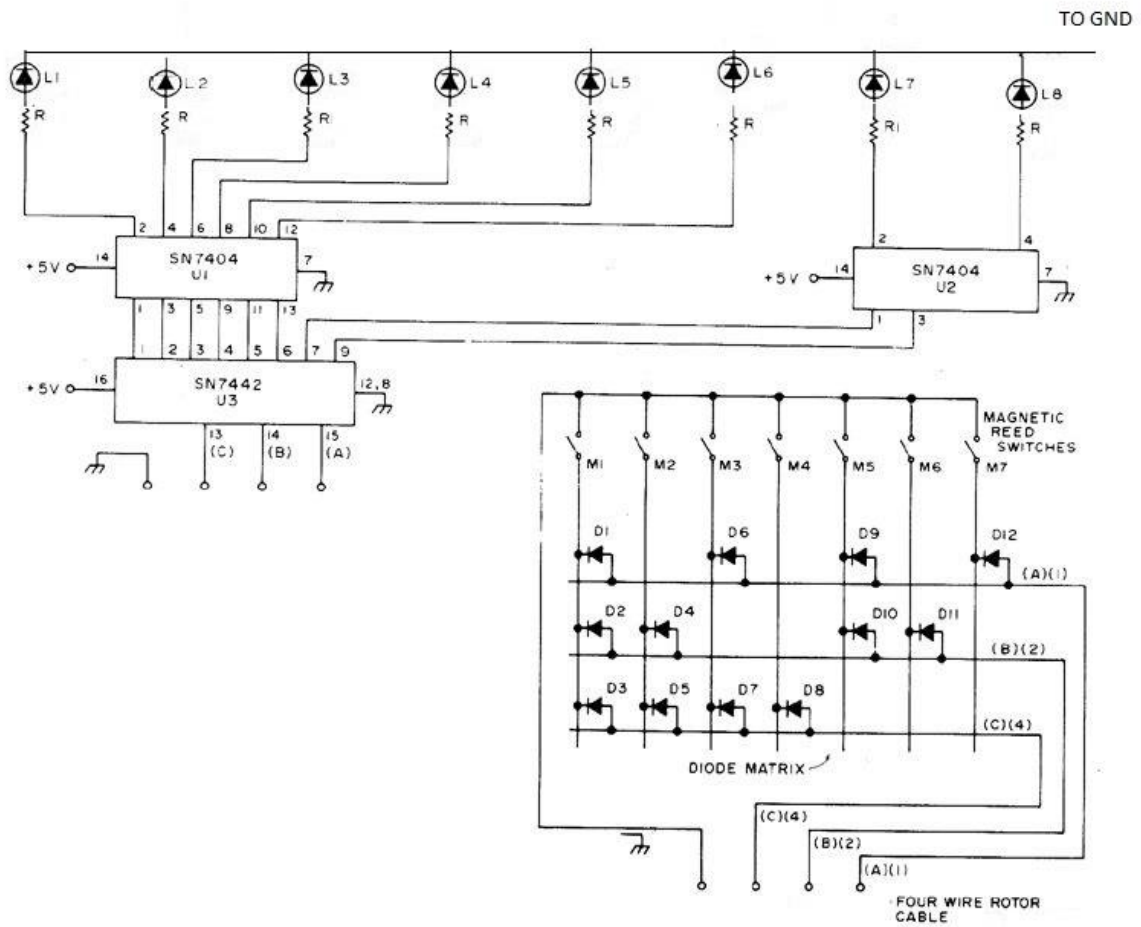 TO GND
L1
L2
L3
L4
L5
L6
L7
L8
R
R
R
R
R
R
R1
R
2 4 6 8 10 12
+5V 14
SN7404
U1
7
1 3 5 9 11 13
2 4
+5V 14
SN7404
U2
7
1 3
1 2 3 4 5 6 7 9
+5V 16
SN7442
U3
12,8
13 14 15
(C) (B) (A)
MAGNETIC
REED
SWITCHES
M1 M2 M3 M4 M5 M6 M7
D1 D6 D9 D12
(A)(1)
D2 D4 D10 D11
(B)(2)
D3 D5 D7 D8
(C)(4)
DIODE MATRIX
(C)(4)
(B)(2)
(A)(1)
FOUR WIRE ROTOR
CABLE